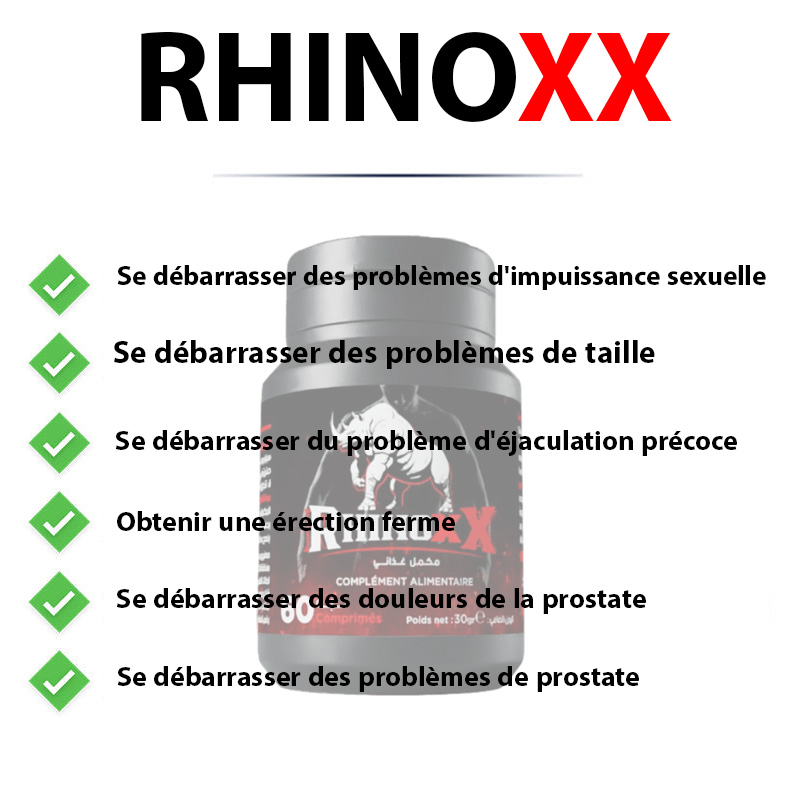 RHINOXX
Se débarrasser des problèmes d'impuissance sexuelle
Se débarrasser des problèmes de taille
Se débarrasser du problème d'éjaculation précoce
RHINOXX
Obtenir une érection ferme
مكمل غذائي
COMPLÉMENT ALIMENTAIRE
Se débarrasser des douleurs de la prostate
60 Comprimés
Poids net : 30gr
Se débarrasser des problèmes de prostate